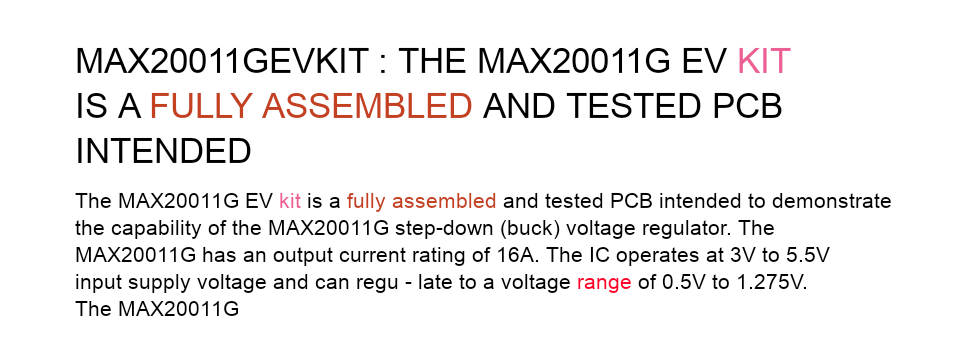 MAX20011GEVKIT : THE MAX20011G EV KIT
IS A FULLY ASSEMBLED AND TESTED PCB
INTENDED
The MAX20011G EV kit is a fully assembled and tested PCB intended to demonstrate
the capability of the MAX20011G step-down (buck) voltage regulator. The
MAX20011G has an output current rating of 16A. The IC operates at 3V to 5.5V
input supply voltage and can regu - late to a voltage range of 0.5V to 1.275V.
The MAX20011G